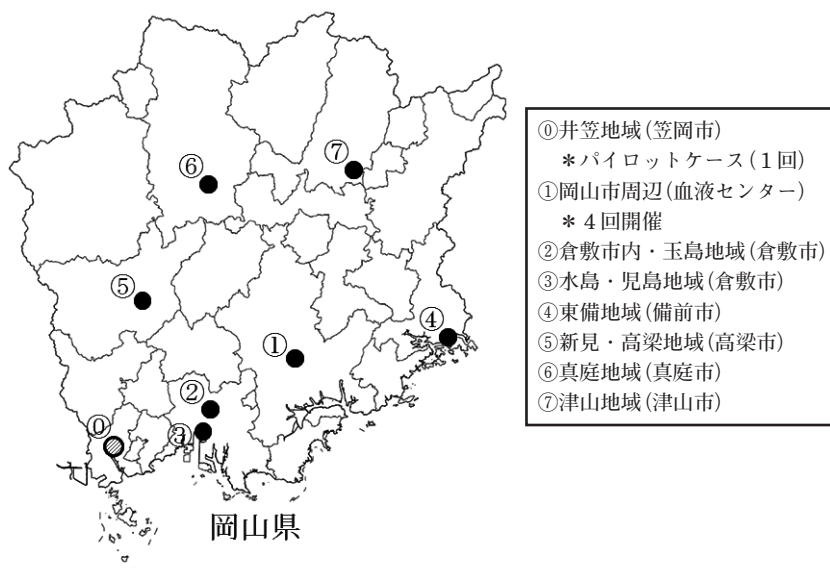 ⑥
⑦
⑤
④
①
②
⓪
③
岡山県
⓪井笠地域(笠岡市)
＊パイロットケース(１回)
①岡山市周辺(血液センター)
＊４回開催
②倉敷市内・玉島地域(倉敷市)
③水島・児島地域(倉敷市)
④東備地域(備前市)
⑤新見・高梁地域(高梁市)
⑥真庭地域(真庭市)
⑦津山地域(津山市)